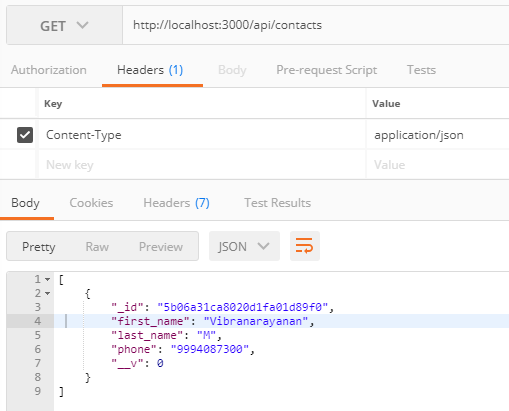 GET http://localhost:3000/api/contacts
Authorization Headers (1) Body Pre-request Script Tests
Key Value
Content-Type application/json
New key Value
Body Cookies Headers (7) Test Results
Pretty Raw Preview JSON
1 [
2 {
3 "_id": "5b06a31ca8020d1fa01d89f0",
4 "first_name": "Vibranarayanan",
5 "last_name": "M",
6 "phone": "9994087300",
7 "__v": 0
8 }
9 ]